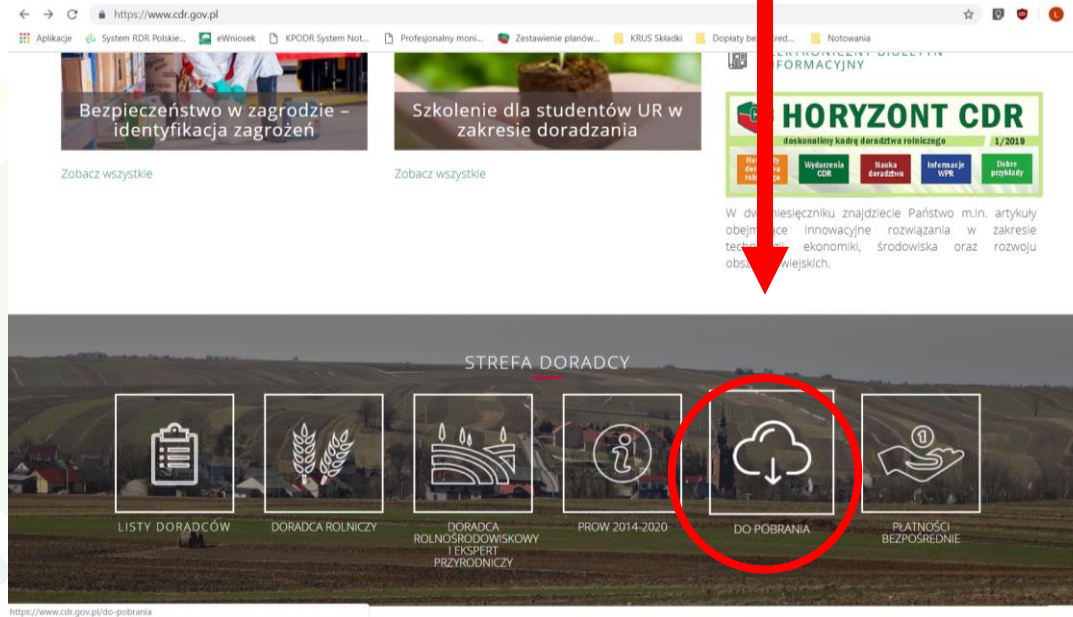 https://www.cdr.gov.pl
Aplikacje System RDR Polskie... eWniosek KPODR System Not... Profesjonalny moni... Zestawienie planów... KRUS Składki Dopłaty Notowania
INFORMACYJNY
Bezpieczeństwo w zagrodzie –
identyfikacja zagrożeń
Zobacz wszystkie
Szkolenie dla studentów UR w
zakresie doradzania
Zobacz wszystkie
HORYZONT CDR
doskonalimy kadrę doradztwa rolniczego 1/2019
Wydarzenia
CDR
Nauka
doradztwu
Informacje
WPR
Dobre
przykłady
W znajdziecie Państwo m.in. artykuły
innowacyjne rozwiązania w zakresie
ekonomiki, środowiska oraz rozwoju
wiejskich.
STREFA DORADCY
LISTY DORADCÓW
DORADCA ROLNICZY
DORADCA
ROLNOŚRODOWISKOWY
I EKSPERT
PRZYRODNICZY
PROW 2014-2020
DO POBRANIA
PŁATNOŚCI
BEZPOŚREDNIE
https://www.cdr.gov.pl/do-pobrania